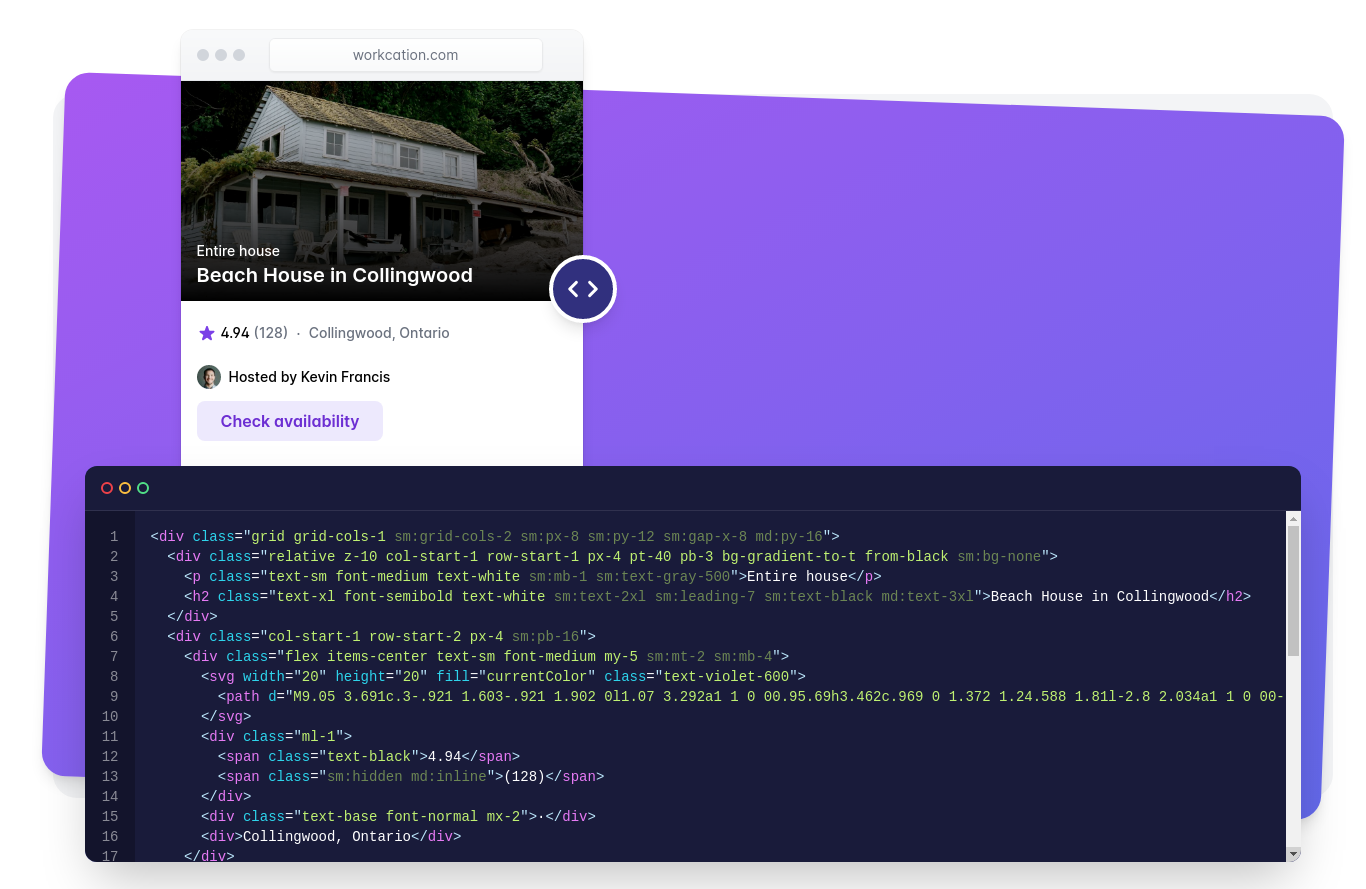 workcation.com
Entire house
Beach House in Collingwood
4.94 (128) · Collingwood, Ontario
Hosted by Kevin Francis
Check availability
1 <div class="grid grid-cols-1 sm:grid-cols-2 sm:px-8 sm:py-12 sm:gap-x-8 md:py-16">
2 <div class="relative z-10 col-start-1 row-start-1 px-4 pt-40 pb-3 bg-gradient-to-t from-black sm:bg-none">
3 <p class="text-sm font-medium text-white sm:mb-1 sm:text-gray-500">Entire house</p>
4 <h2 class="text-xl font-semibold text-white sm:text-2xl sm:leading-7 sm:text-black md:text-3xl">Beach House in Collingwood</h2>
5 </div>
6 <div class="col-start-1 row-start-2 px-4 sm:pb-16">
7 <div class="flex items-center text-sm font-medium my-5 sm:mt-2 sm:mb-4">
8 <svg width="20" height="20" fill="currentColor" class="text-violet-600">
9 <path d="M9.05 3.691c.3-.921 1.603-.921 1.902 0l1.07 3.292a1 1 0 00.95.69h3.462c.969 0 1.372 1.24.588 1.81l-2.8 2.034a1 1 0 00-
10 </svg>
11 <div class="ml-1">
12 <span class="text-black">4.94</span>
13 <span class="sm:hidden md:inline">(128)</span>
14 </div>
15 <div class="text-base font-normal mx-2">·</div>
16 <div>Collingwood, Ontario</div>
17 </div>